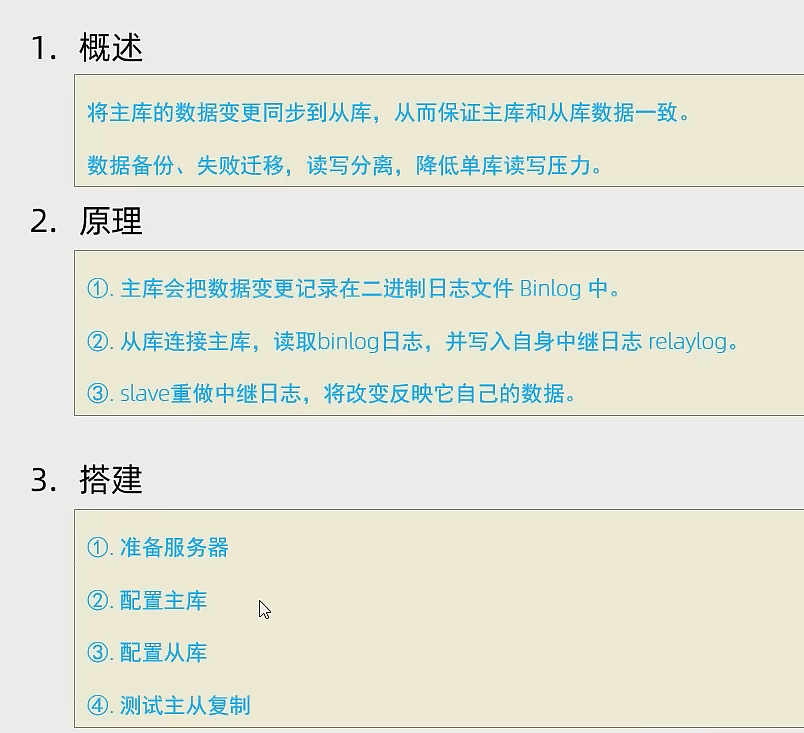 1. 概述
将主库的数据变更同步到从库，从而保证主库和从库数据一致。
数据备份、失败迁移，读写分离，降低单库读写压力。
2. 原理
①. 主库会把数据变更记录在二进制日志文件 Binlog 中。
②. 从库连接主库，读取binlog日志，并写入自身中继日志 relaylog。
③. slave重做中继日志，将改变反映它自己的数据。
3. 搭建
①. 准备服务器
②. 配置主库
③. 配置从库
④. 测试主从复制